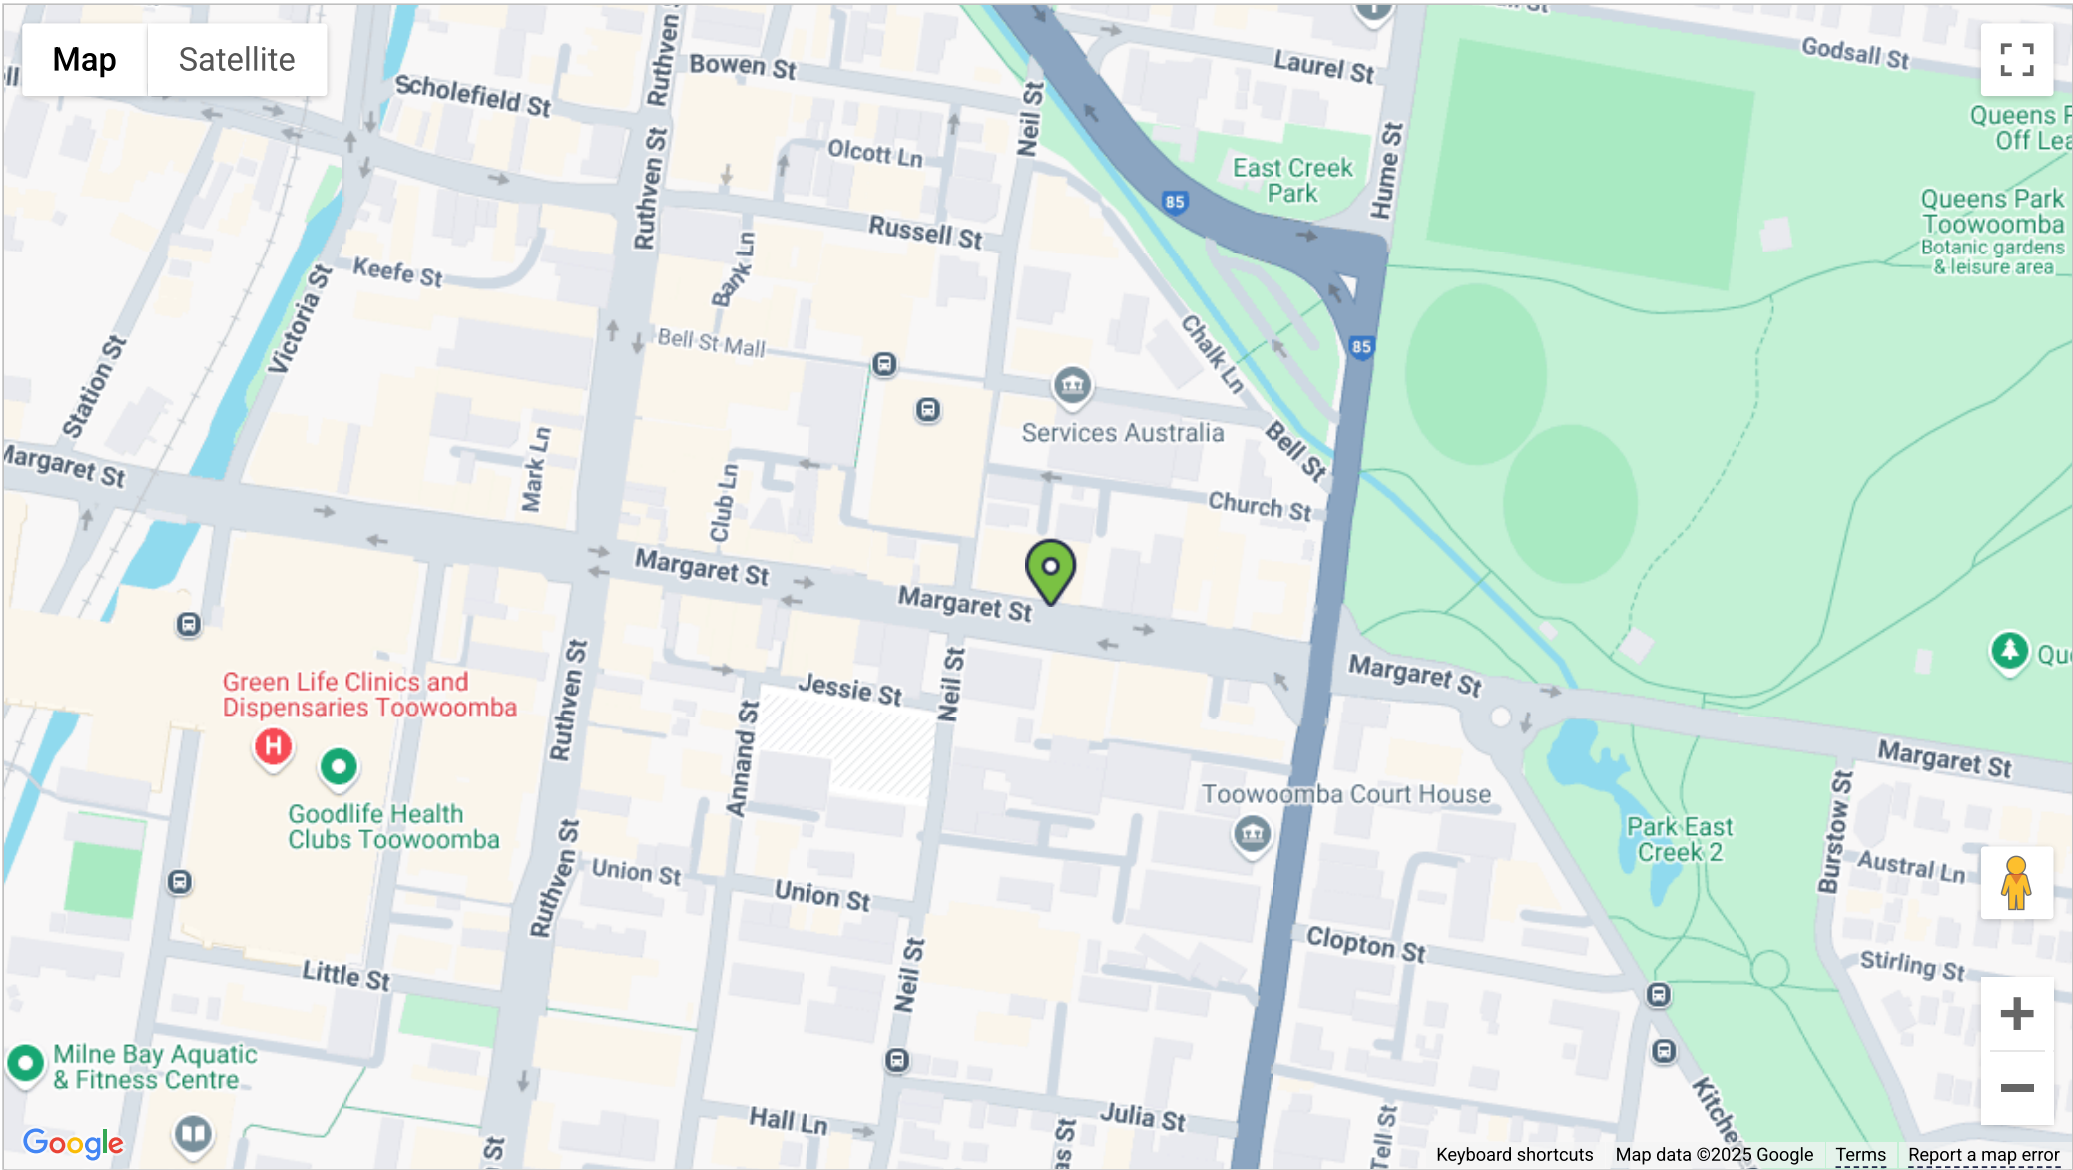 Map
Satellite
Ruthven St
Bowen St
Laurel St
Godsall St
Scholefield St
Neil St
Queens
Off
Olcott Ln
East Creek
Park
Hume St
85
Ruthven St
Queens Park
Toowoomba
Botanic gardens
& leisure area
Russell St
Bank Ln
Keefe St
Victoria St
Bell St Mall
85
Chalk Ln
Station St
Services Australia
Bell St
Margaret St
Mark Ln
Club Ln
Church St
Margaret St
Margaret St
Margaret St
Neil St
Jessie St
Green Life Clinics and
Dispensaries Toowoomba
H
Ruthven St
Annand St
Margaret St
Goodlife Health
Clubs Toowoomba
Toowoomba Court House
Park East
Creek 2
Burstow St
Austral Ln
Ruthven St
Union St
Union St
Clopton St
Stirling St
Little St
Neil St
Milne Bay Aquatic
& Fitness Centre
Hall Ln
Julia St
Tell St
St
Google
Keyboard shortcuts
Map data ©2025 Google
Terms
Report a map error